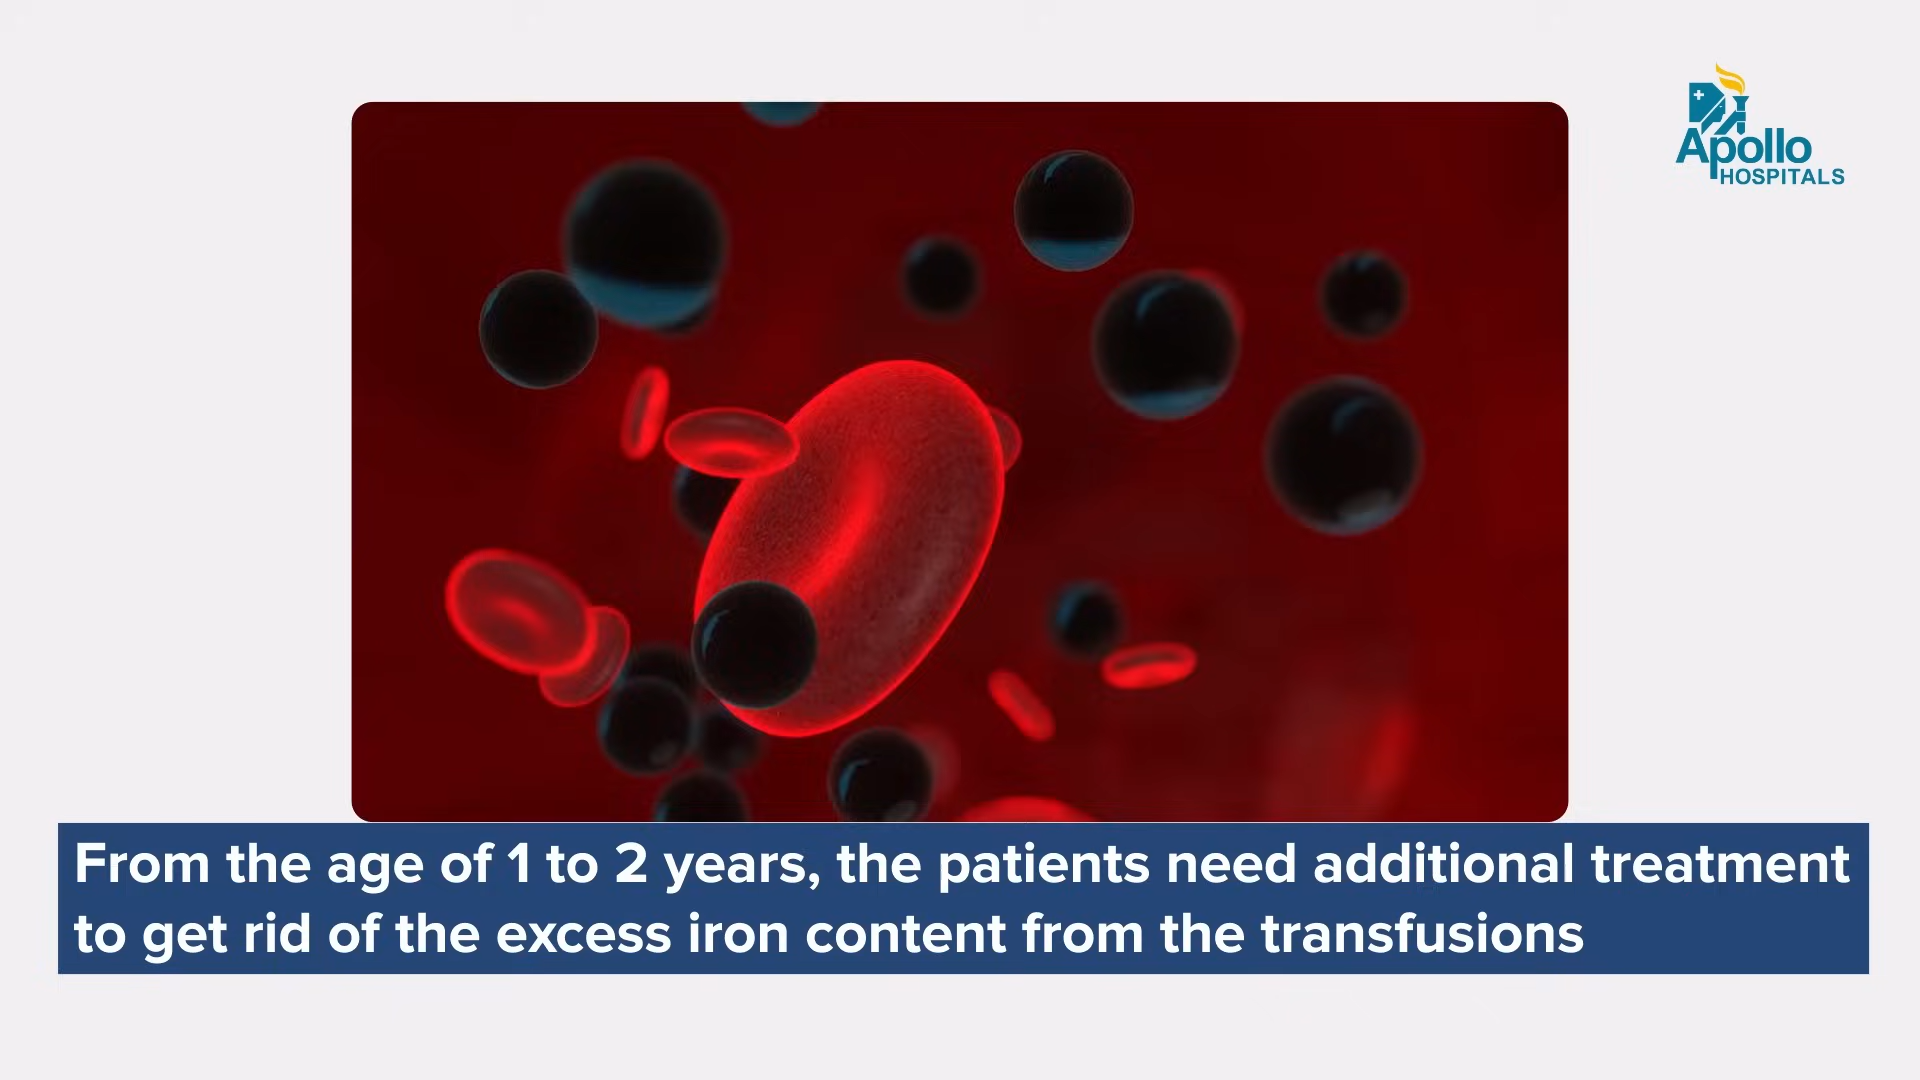 Apollo
HOSPITALS
From the age of 1 to 2 years, the patients need additional treatment
to get rid of the excess iron content from the transfusions